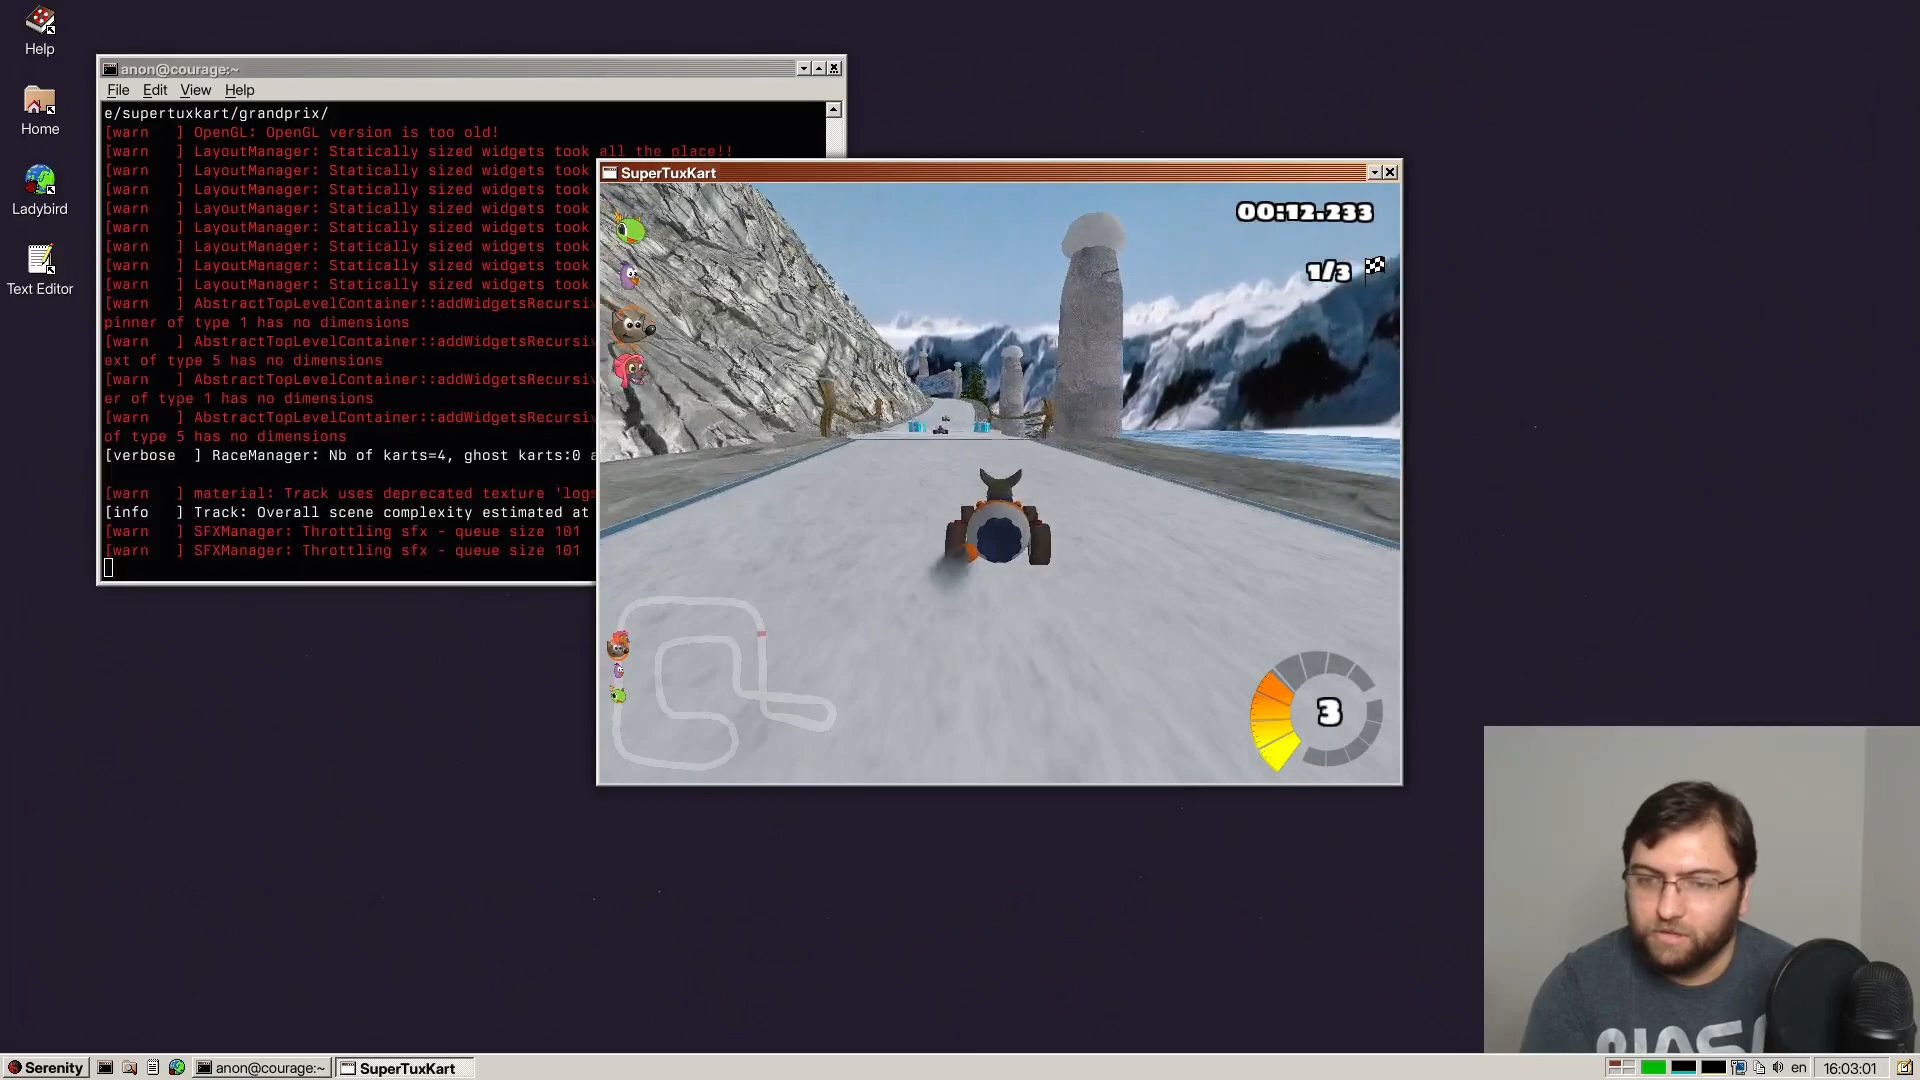 Help
Home
Ladybird
Text Editor
anon@courage:~
File Edit View Help
e/supertuxkart/grandprix/
[warn   ] OpenGL: OpenGL version is too old!
[warn   ] LayoutManager: Statically sized widgets took all the place!!
[warn   ] LayoutManager: Statically sized widgets took
[warn   ] LayoutManager: Statically sized widgets took
[warn   ] LayoutManager: Statically sized widgets took
[warn   ] LayoutManager: Statically sized widgets took
[warn   ] LayoutManager: Statically sized widgets took
[warn   ] LayoutManager: Statically sized widgets took
[warn   ] LayoutManager: Statically sized widgets took
[warn   ] AbstractTopLevelContainer::addWidgetsRecursiv
pinner of type 1 has no dimensions
[warn   ] AbstractTopLevelContainer::addWidgetsRecursiv
ext of type 5 has no dimensions
[warn   ] AbstractTopLevelContainer::addWidgetsRecursiv
er of type 1 has no dimensions
[warn   ] AbstractTopLevelContainer::addWidgetsRecursiv
of type 5 has no dimensions
[verbose  ] RaceManager: Nb of karts=4, ghost karts:0 a
[warn   ] material: Track uses deprecated texture 'logs
[info   ] Track: Overall scene complexity estimated at
[warn   ] SFXManager: Throttling sfx - queue size 101
[warn   ] SFXManager: Throttling sfx - queue size 101
SuperTuxKart
00:12.233
1/3
3
NASA
Serenity
anon@courage:~
SuperTuxKart
en
16:03:01